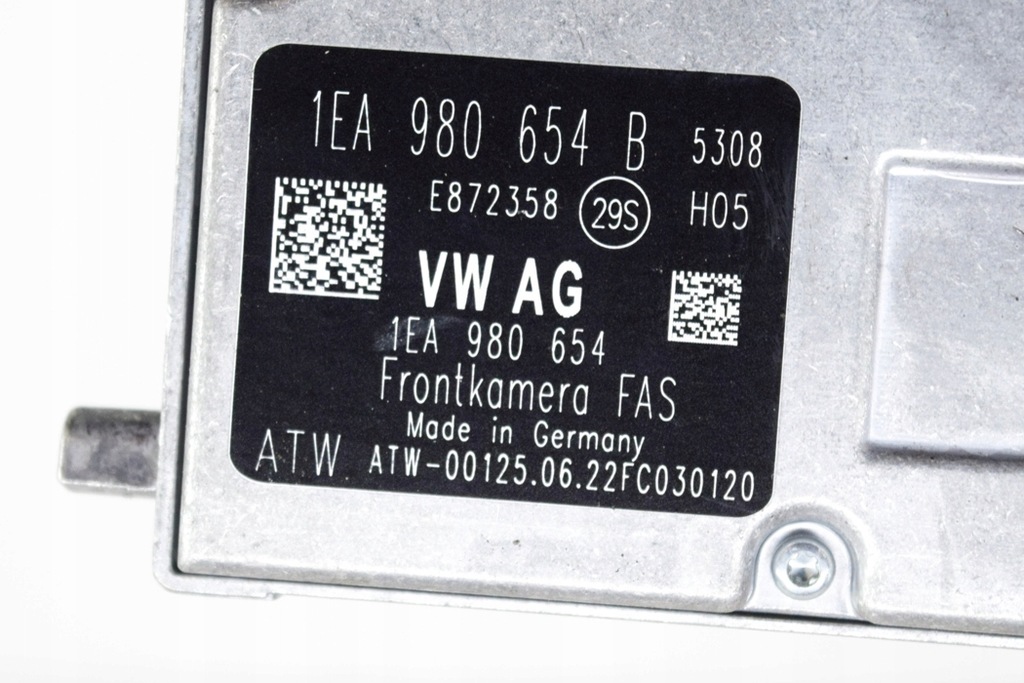 1EA 980 654 B 5308
E872358 29S H05
VW AG
1EA 980 654
Frontkamera FAS
Made in Germany
ATW ATW-00125.06.22FC030120